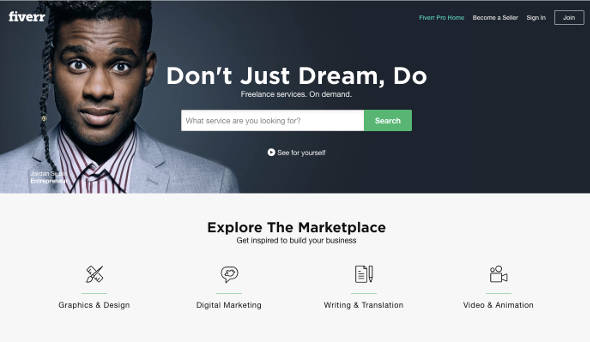 fiverr
Fiverr Pro Home
Become a Seller
Sign In
Join
Don't Just Dream, Do
Freelance services. On demand.
What service are you looking for?
Search
See for yourself
Entrepreneur
Explore The Marketplace
Get inspired to build your business
Graphics & Design
Digital Marketing
Writing & Translation
Video & Animation